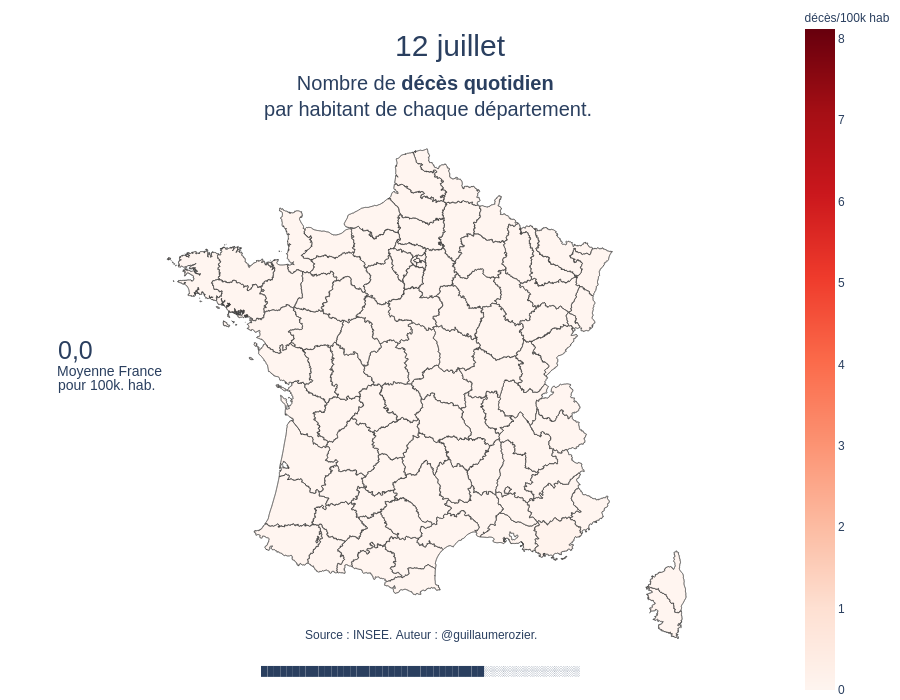 décès/100k hab
12 juillet
Nombre de décès quotidien
par habitant de chaque département.
8
7
6
5
4
3
2
1
0
0,0
Moyenne France
pour 100k. hab.
Source : INSEE. Auteur : @guillaumerozier.